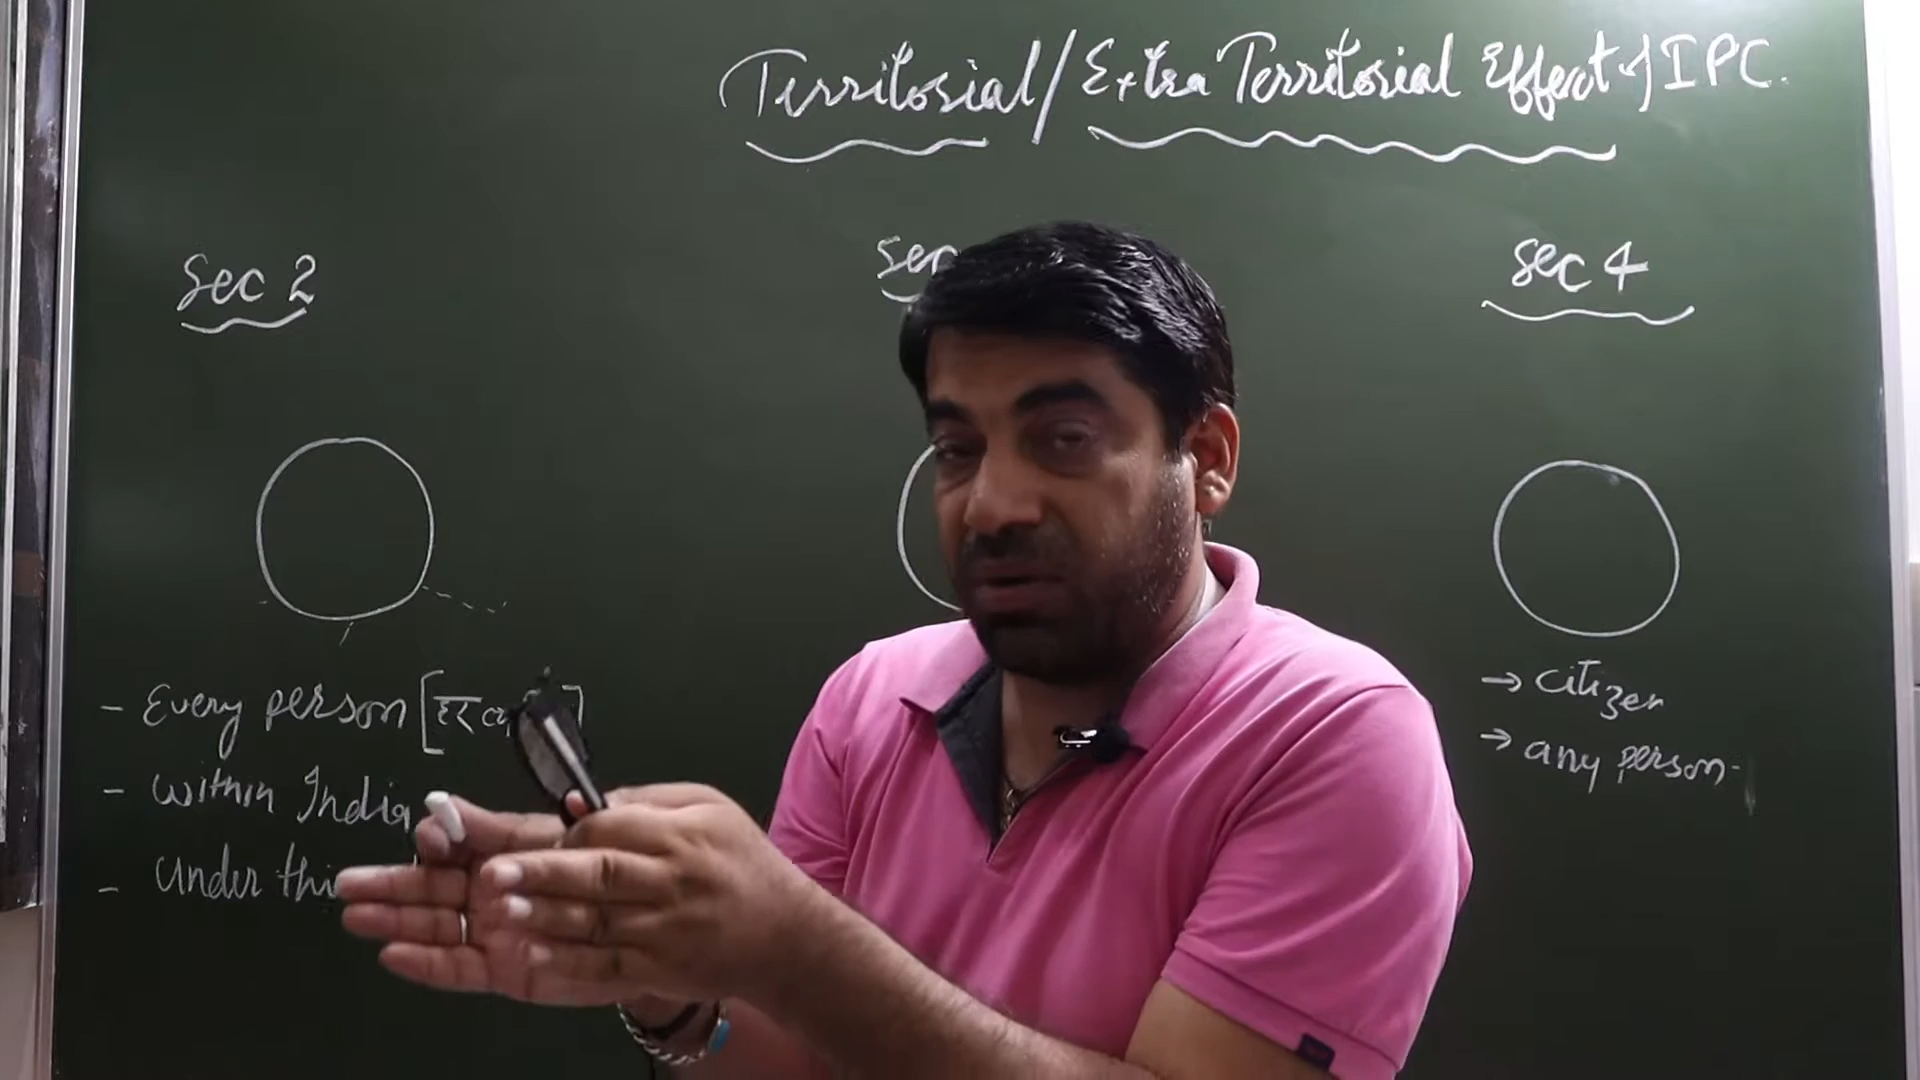 Territorial/Extra Territorial Effect of IPC.
Sec 2
Sec
Sec 4
- Every person [हर
- within India
- Under thi
→ citizen
→ any person